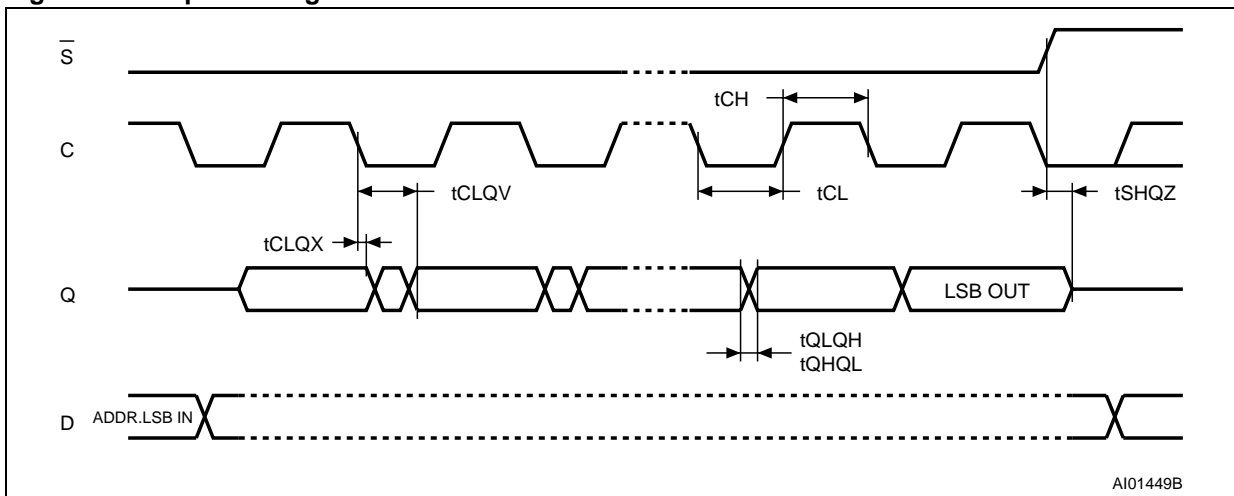 S
tCH
C
tCLQV
tCL
tSHQZ
tCLQX
Q
LSB OUT
tQLQH
tQHQL
D
ADDR.LSB IN
AI01449B